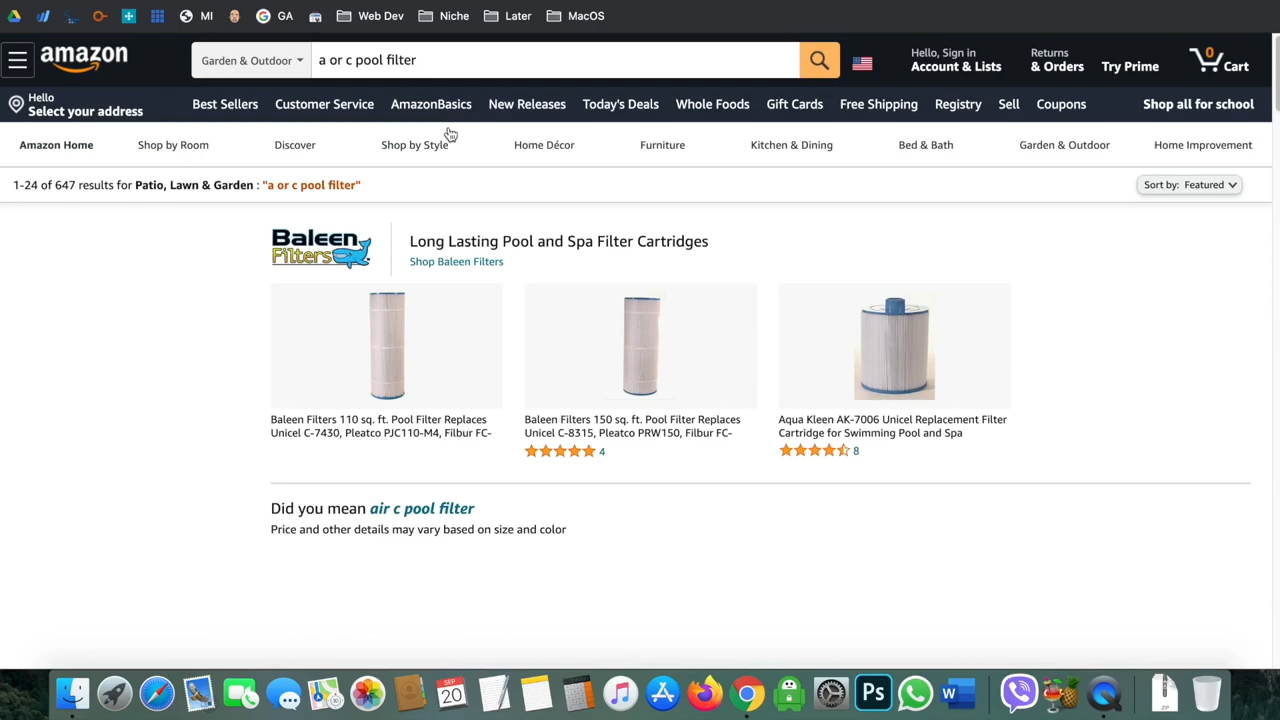 MI
GA
Web Dev
Niche
Later
MacOS
amazon
Garden & Outdoor
a or c pool filter
Hello, Sign in
Account & Lists
Returns
& Orders
Try Prime
0
Cart
Hello
Select your address
Best Sellers
Customer Service
AmazonBasics
New Releases
Today's Deals
Whole Foods
Gift Cards
Free Shipping
Registry
Sell
Coupons
Shop all for school
Amazon Home
Shop by Room
Discover
Shop by Style
Home Décor
Furniture
Kitchen & Dining
Bed & Bath
Garden & Outdoor
Home Improvement
1-24 of 647 results for Patio, Lawn & Garden : "a or c pool filter"
Sort by: Featured
Baleen
Filters
Long Lasting Pool and Spa Filter Cartridges
Shop Baleen Filters
Baleen Filters 110 sq. ft. Pool Filter Replaces
Unicel C-7430, Pleatco PJC110-M4, Filbur FC-
Baleen Filters 150 sq. ft. Pool Filter Replaces
Unicel C-8315, Pleatco PRW150, Filbur FC-
4
Aqua Kleen AK-7006 Unicel Replacement Filter
Cartridge for Swimming Pool and Spa
8
Did you mean air c pool filter
Price and other details may vary based on size and color
SEP
20
Ps
W
ZIP